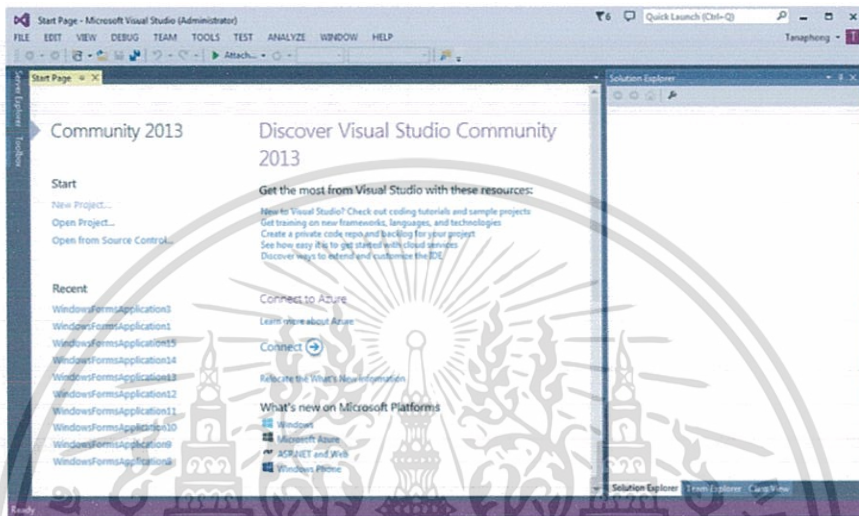 Start Page - Microsoft Visual Studio (Administrator)
6
Quick Launch (Ctrl+Q)
FILE EDIT VIEW DEBUG TEAM TOOLS TEST ANALYZE WINDOW HELP
Tanaphong
T
Attach...
Server Explorer
Toolbox
Start Page
Solution Explorer
Community 2013
Discover Visual Studio Community
2013
Start
New Project...
Open Project...
Open from Source Control...
Get the most from Visual Studio with these resources:
New to Visual Studio? Check out coding tutorials and sample projects
Get training on new frameworks, languages, and technologies
Create a private code repo and backlog for your project
See how easy it is to get started with cloud services
Discover ways to extend and customize the IDE
Recent
WindowsFormsApplication3
WindowsFormsApplication1
WindowsFormsApplication15
WindowsFormsApplication14
WindowsFormsApplication13
WindowsFormsApplication12
WindowsFormsApplication11
WindowsFormsApplication10
WindowsFormsApplication9
WindowsFormsApplication8
Connect to Azure
Learn more about Azure
Connect
Relocate the What's New information
What's new on Microsoft Platforms
Windows
Microsoft Azure
ASP.NET and Web
Windows Phone
Solution Explorer Team Explorer Class View
Ready